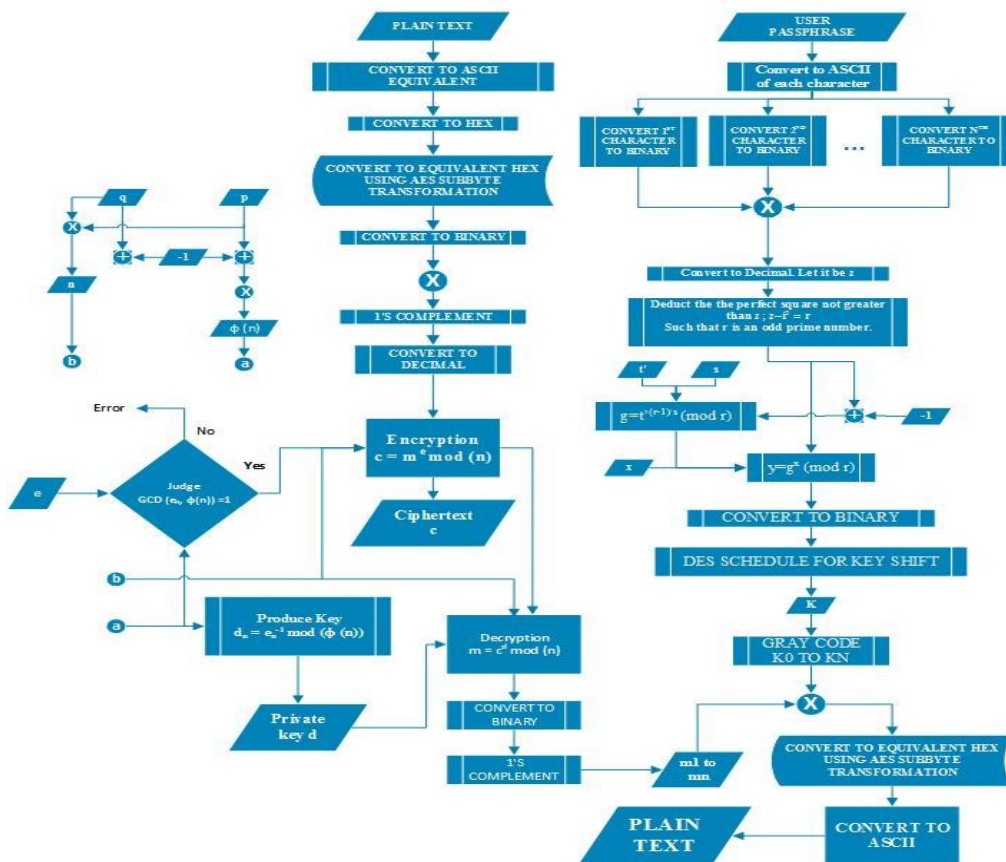 PLAIN TEXT
CONVERT TO ASCII
EQUIVALENT
CONVERT TO HEX
CONVERT TO EQUIVALENT HEX
USING AES SUBBYTE
TRANSFORMATION
CONVERT TO BINARY
X
1'S COMPLEMENT
CONVERT TO
DECIMAL
Encryption
c = m^e mod (n)
Ciphertext
c
q
p
X
+
-1
+
n
X
ϕ (n)
b
a
Error
No
Yes
e
Judge
GCD (eₙ, ϕ(n)) =1
b
a
Produce Key
dₙ = eₙ⁻¹ mod (ϕ (n))
Private
key d
Decryption
m = c^d mod (n)
CONVERT TO
BINARY
1'S
COMPLEMENT
m1 to
mn
USER
PASSPHRASE
Convert to ASCII
of each character
CONVERT 1ST
CHARACTER
TO BINARY
CONVERT 2ND
CHARACTER
TO BINARY
...
CONVERT NTH
CHARACTER TO
BINARY
X
Convert to Decimal. Let it be z
Deduct the the perfect square not greater
Such that r is an odd prime number.
t'
s
+
-1
x
y=g^x (mod r)
CONVERT TO BINARY
DES SCHEDULE FOR KEY SHIFT
K
GRAY CODE
K0 TO KN
X
CONVERT TO EQUIVALENT HEX
USING AES SUBBYTE
TRANSFORMATION
CONVERT TO
ASCII
PLAIN
TEXT